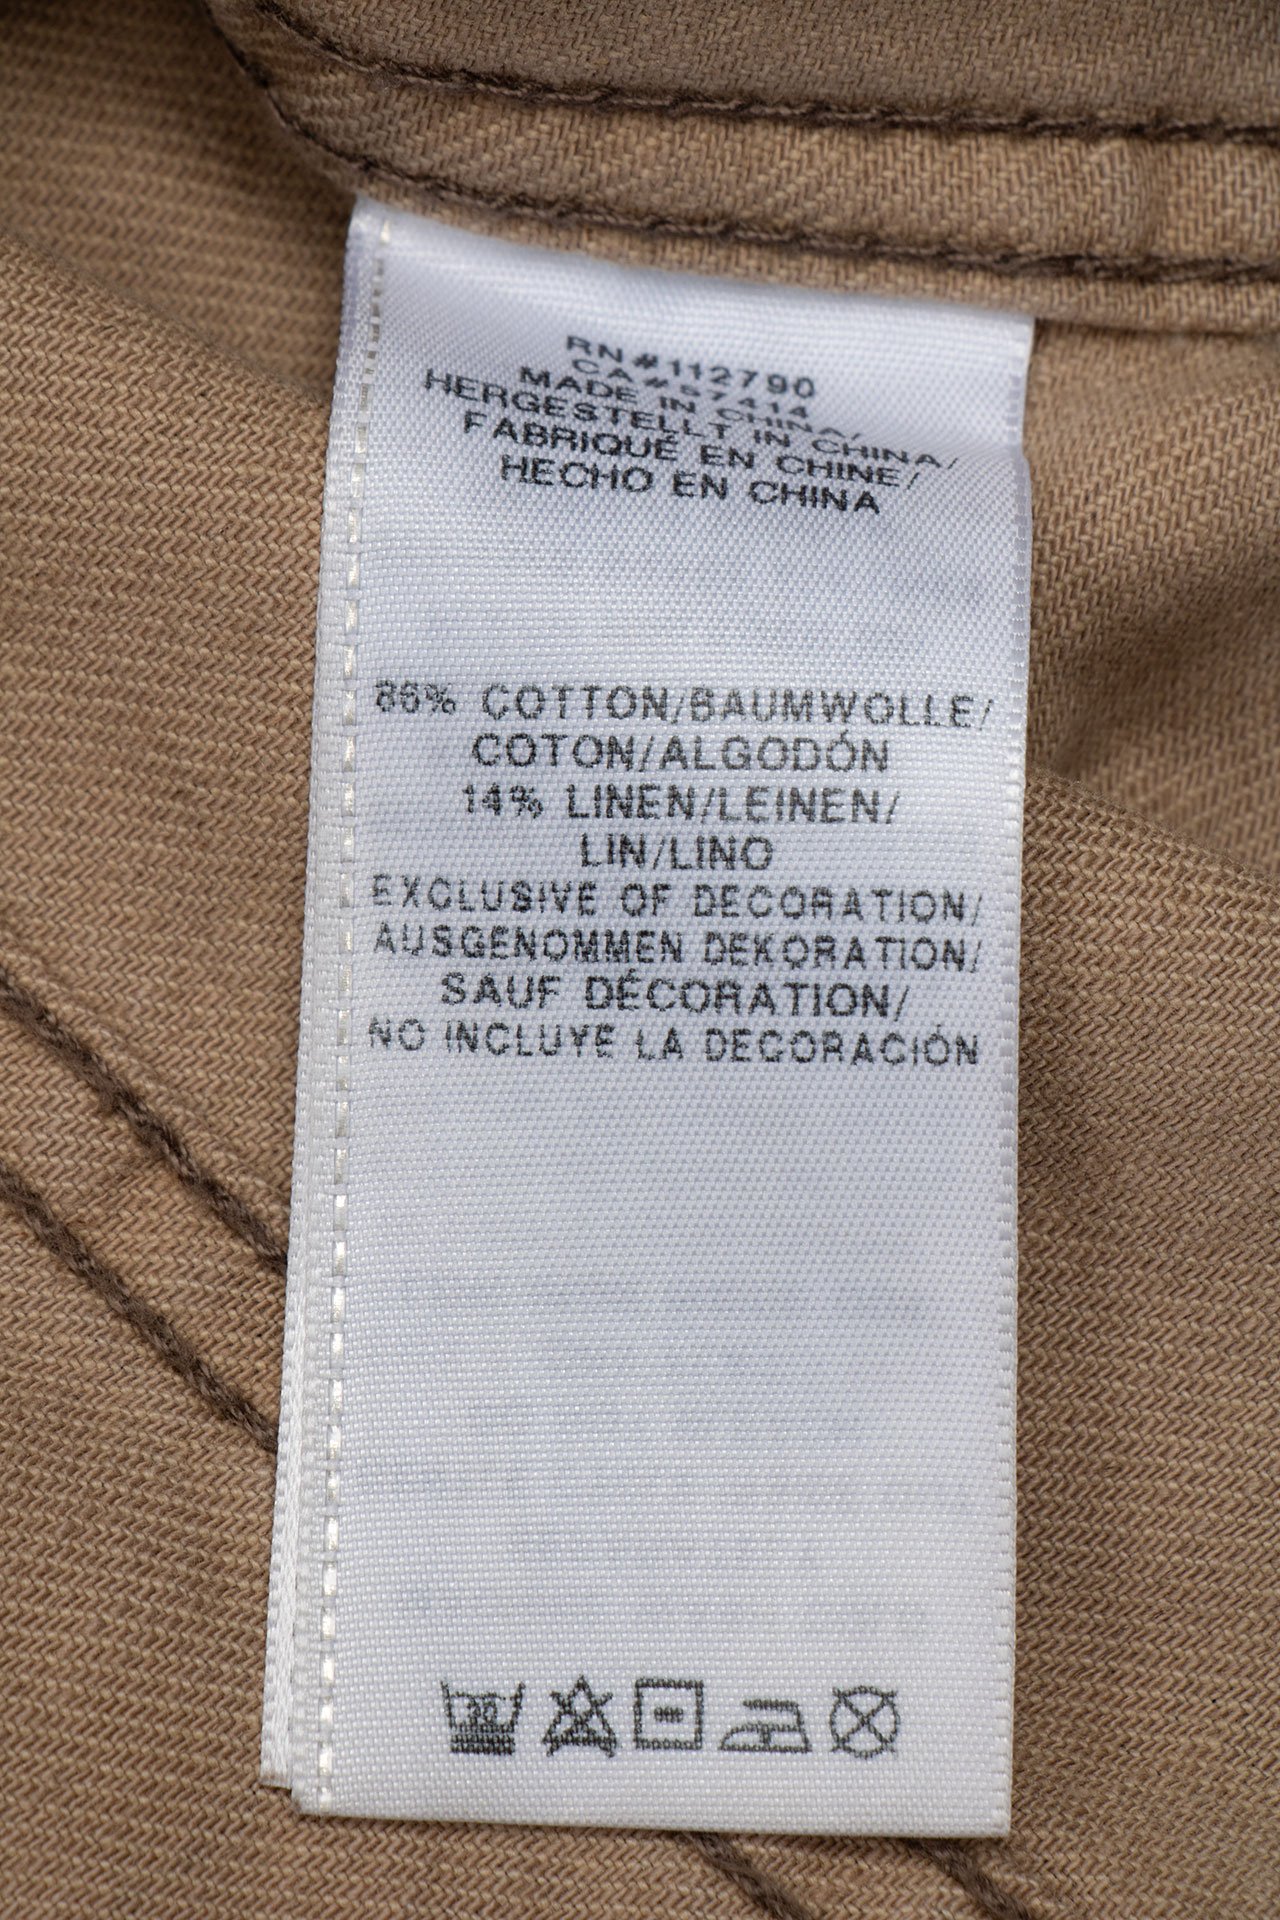 RN#112790
CA#57414
MADE IN CHINA/
HERGESTELLT IN CHINA/
FABRIQUÉ EN CHINE/
HECHO EN CHINA
86% COTTON/BAUMWOLLE/
COTON/ALGODÓN
14% LINEN/LEINEN/
LIN/LINO
EXCLUSIVE OF DECORATION/
AUSGENOMMEN DEKORATION/
SAUF DÉCORATION/
NO INCLUYE LA DECORACIÓN
30